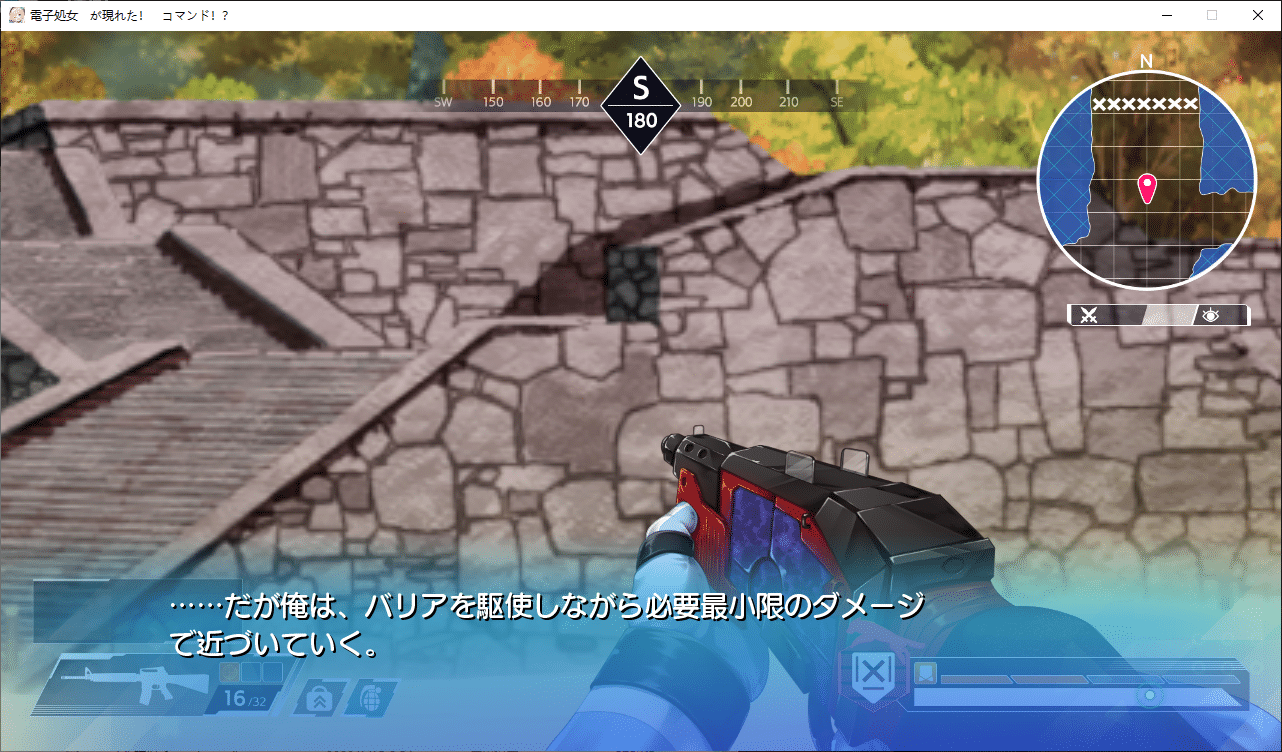 電子処女　が現れた！　コマンド！？
N
S
SW 150 160 170 180 190 200 210 SE
××××××××
……だが俺は、バリアを駆使しながら必要最小限のダメージ
で近づいていく。
16/32